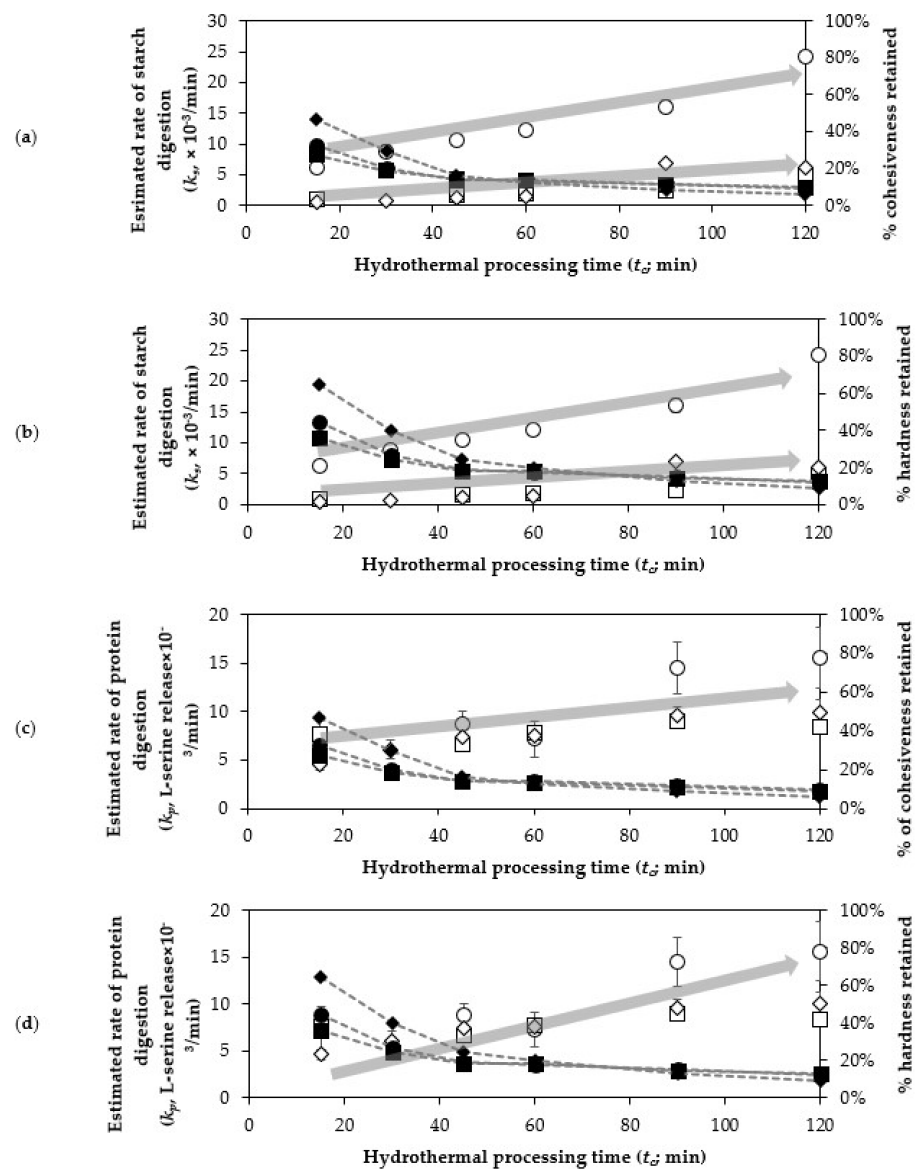 (a)
Esrimated rate of starch
digestion
(ks, × 10-3/min)
30
25
20
15
10
5
0
100%
80%
60%
40%
20%
0%
% cohesiveness retained
0 20 40 60 80 100 120
Hydrothermal processing time (tc; min)
(b)
Estimated rate of starch
digestion
(ks, × 10-3/min)
30
25
20
15
10
5
0
100%
80%
60%
40%
20%
0%
% hardness retained
0 20 40 60 80 100 120
Hydrothermal processing time (tc; min)
(c)
Estimated rate of protein
digestion
(kp, L-serine release×10-
3/min)
20
15
10
5
0
100%
80%
60%
40%
20%
0%
% of cohesiveness retained
0 20 40 60 80 100 120
Hydrothermal processing time (tc; min)
(d)
Estimated rate of protein
digestion
(kp, L-serine release×10-
3/min)
20
15
10
5
0
100%
80%
60%
40%
20%
0%
% hardness retained
0 20 40 60 80 100 120
Hydrothermal processing time (tc; min)